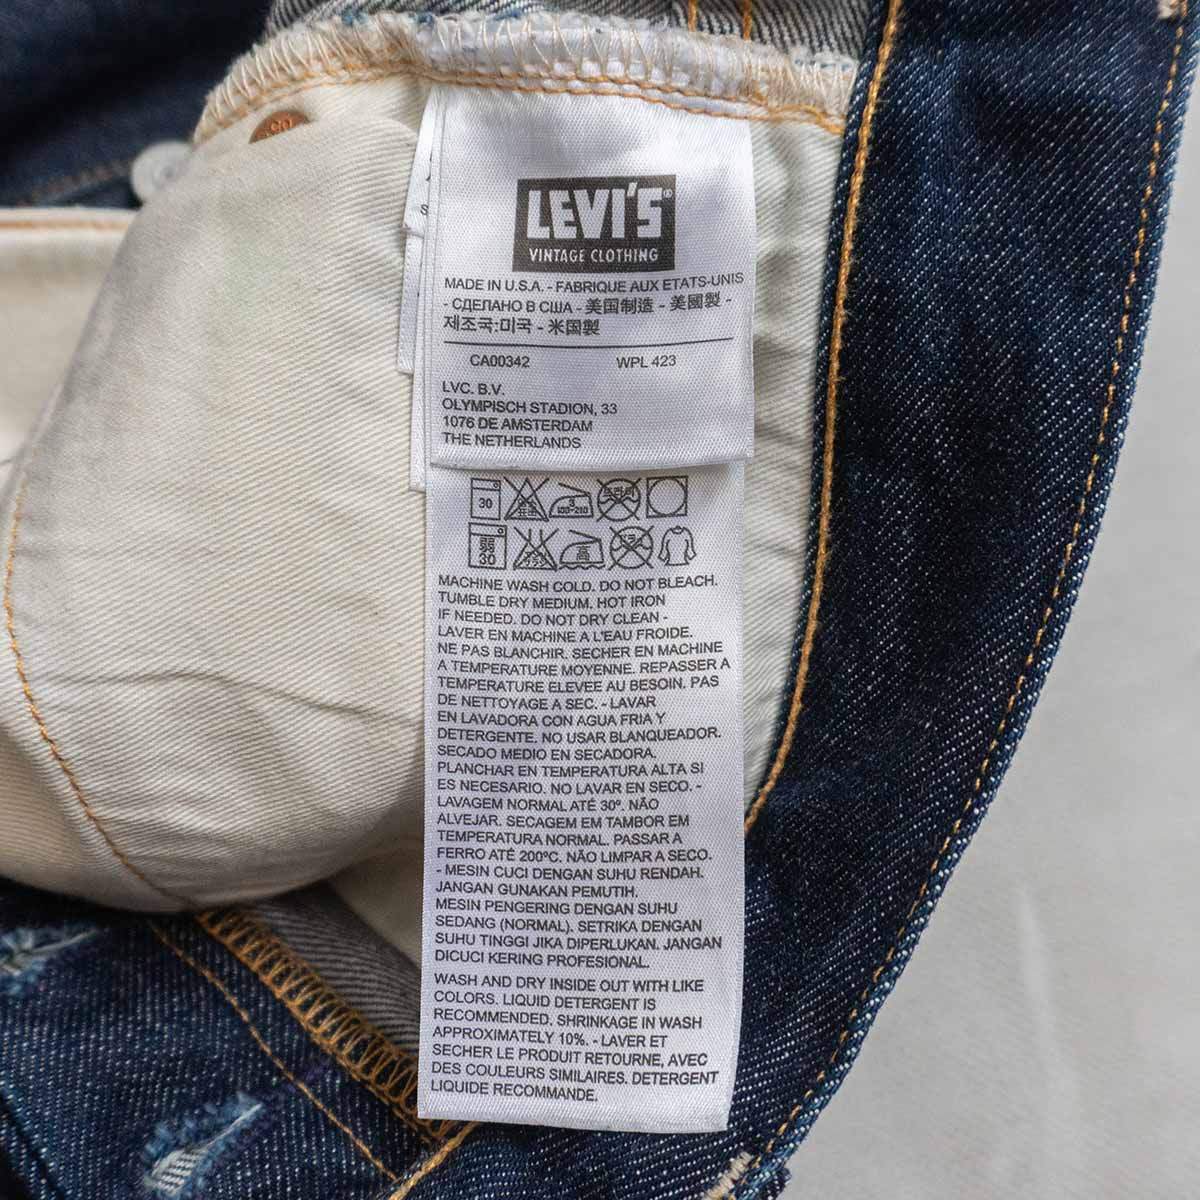 LEVI'S®
VINTAGE CLOTHING
MADE IN U.S.A. - FABRIQUE AUX ETATS-UNIS
- СДЕЛАНО В США - 美国制造 - 美國製 -
제조국:미국 - 米国製
CA00342 WPL 423
LVC. B.V.
OLYMPISCH STADION, 33
1076 DE AMSTERDAM
THE NETHERLANDS
30
30
MACHINE WASH COLD. DO NOT BLEACH.
TUMBLE DRY MEDIUM. HOT IRON
IF NEEDED. DO NOT DRY CLEAN -
LAVER EN MACHINE A L'EAU FROIDE.
NE PAS BLANCHIR. SECHER EN MACHINE
A TEMPERATURE MOYENNE. REPASSER A
TEMPERATURE ELEVEE AU BESOIN. PAS
DE NETTOYAGE A SEC. - LAVAR
EN LAVADORA CON AGUA FRIA Y
DETERGENTE. NO USAR BLANQUEADOR.
SECADO MEDIO EN SECADORA.
PLANCHAR EN TEMPERATURA ALTA SI
ES NECESARIO. NO LAVAR EN SECO. -
LAVAGEM NORMAL ATÉ 30º. NÃO
ALVEJAR. SECAGEM EM TAMBOR EM
TEMPERATURA NORMAL. PASSAR A
FERRO ATÉ 200ºC. NÃO LIMPAR A SECO.
- MESIN CUCI DENGAN SUHU RENDAH.
JANGAN GUNAKAN PEMUTIH.
MESIN PENGERING DENGAN SUHU
SEDANG (NORMAL). SETRIKA DENGAN
SUHU TINGGI JIKA DIPERLUKAN. JANGAN
DICUCI KERING PROFESIONAL.
WASH AND DRY INSIDE OUT WITH LIKE
COLORS. LIQUID DETERGENT IS
RECOMMENDED. SHRINKAGE IN WASH
APPROXIMATELY 10%. - LAVER ET
SECHER LE PRODUIT RETOURNE, AVEC
DES COULEURS SIMILAIRES. DETERGENT
LIQUIDE RECOMMANDE.